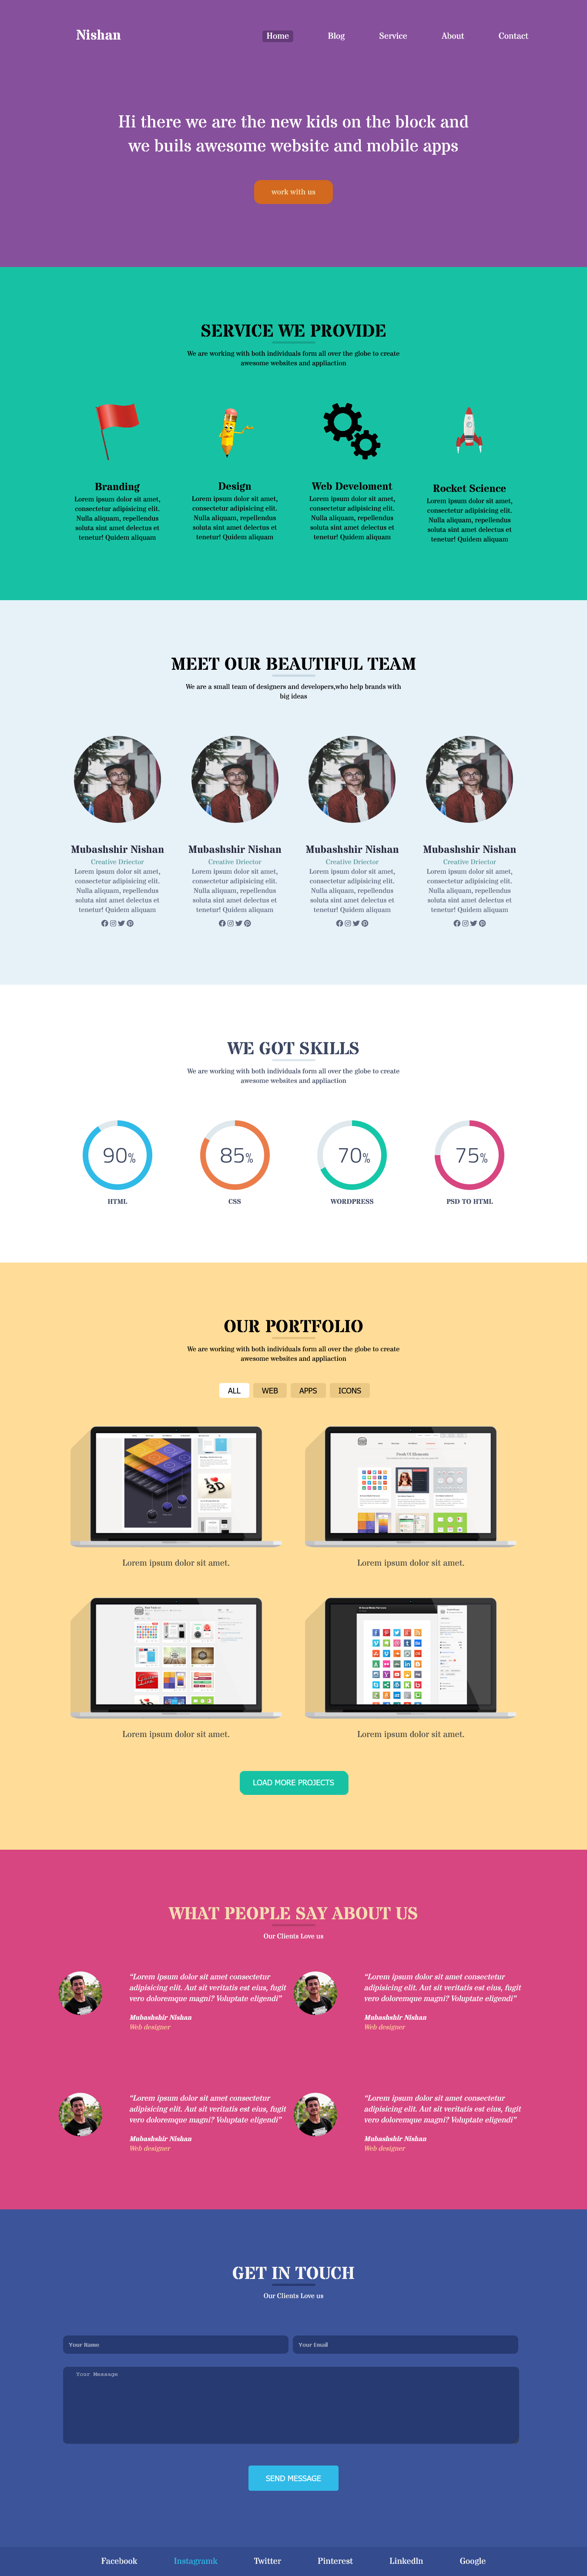 Nishan
Home Blog Service About Contact
Hi there we are the new kids on the block and
we buils awesome website and mobile apps
work with us
SERVICE WE PROVIDE
We are working with both individuals form all over the globe to create
awesome websites and appliaction
Branding
Lorem ipsum dolor sit amet,
consectetur adipisicing elit.
Nulla aliquam, repellendus
soluta sint amet delectus et
tenetur! Quidem aliquam
Design
Lorem ipsum dolor sit amet,
consectetur adipisicing elit.
Nulla aliquam, repellendus
soluta sint amet delectus et
tenetur! Quidem aliquam
Web Develoment
Lorem ipsum dolor sit amet,
consectetur adipisicing elit.
Nulla aliquam, repellendus
soluta sint amet delectus et
tenetur! Quidem aliquam
Rocket Science
Lorem ipsum dolor sit amet,
consectetur adipisicing elit.
Nulla aliquam, repellendus
soluta sint amet delectus et
tenetur! Quidem aliquam
MEET OUR BEAUTIFUL TEAM
We are a small team of designers and developers,who help brands with
big ideas
Mubashshir Nishan
Creative Driector
Lorem ipsum dolor sit amet,
consectetur adipisicing elit.
Nulla aliquam, repellendus
soluta sint amet delectus et
tenetur! Quidem aliquam
Mubashshir Nishan
Creative Driector
Lorem ipsum dolor sit amet,
consectetur adipisicing elit.
Nulla aliquam, repellendus
soluta sint amet delectus et
tenetur! Quidem aliquam
Mubashshir Nishan
Creative Driector
Lorem ipsum dolor sit amet,
consectetur adipisicing elit.
Nulla aliquam, repellendus
soluta sint amet delectus et
tenetur! Quidem aliquam
Mubashshir Nishan
Creative Driector
Lorem ipsum dolor sit amet,
consectetur adipisicing elit.
Nulla aliquam, repellendus
soluta sint amet delectus et
tenetur! Quidem aliquam
WE GOT SKILLS
We are working with both individuals form all over the globe to create
awesome websites and appliaction
90%
HTML
85%
CSS
70%
WORDPRESS
75%
PSD TO HTML
OUR PORTFOLIO
We are working with both individuals form all over the globe to create
awesome websites and appliaction
ALL WEB APPS ICONS
I 3D
Lorem ipsum dolor sit amet.
Fresh UI Elements
Lorem ipsum dolor sit amet.
Lorem ipsum dolor sit amet.
Lorem ipsum dolor sit amet.
LOAD MORE PROJECTS
WHAT PEOPLE SAY ABOUT US
Our Clients Love us
“Lorem ipsum dolor sit amet consectetur
adipisicing elit. Aut sit veritatis est eius, fugit
vero doloremque magni? Voluptate eligendi”
Mubashshir Nishan
Web designer
“Lorem ipsum dolor sit amet consectetur
adipisicing elit. Aut sit veritatis est eius, fugit
vero doloremque magni? Voluptate eligendi”
Mubashshir Nishan
Web designer
“Lorem ipsum dolor sit amet consectetur
adipisicing elit. Aut sit veritatis est eius, fugit
vero doloremque magni? Voluptate eligendi”
Mubashshir Nishan
Web designer
“Lorem ipsum dolor sit amet consectetur
adipisicing elit. Aut sit veritatis est eius, fugit
vero doloremque magni? Voluptate eligendi”
Mubashshir Nishan
Web designer
GET IN TOUCH
Our Clients Love us
Your Name
Your Email
Your Message
SEND MESSAGE
Facebook Instagramk Twitter Pinterest LinkedIn Google